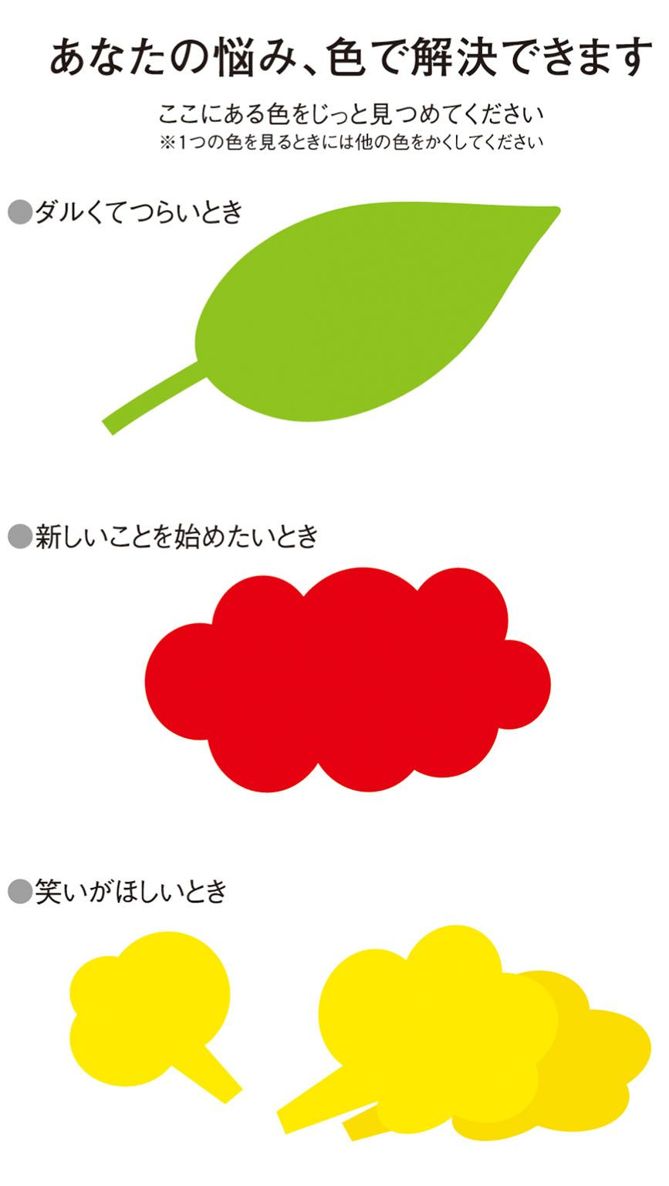 あなたの悩み、色で解決できます
ここにある色をじっと見つめてください
※1つの色を見るときには他の色をかくしてください
●ダルくてつらいとき
●新しいことを始めたいとき
●笑いがほしいとき